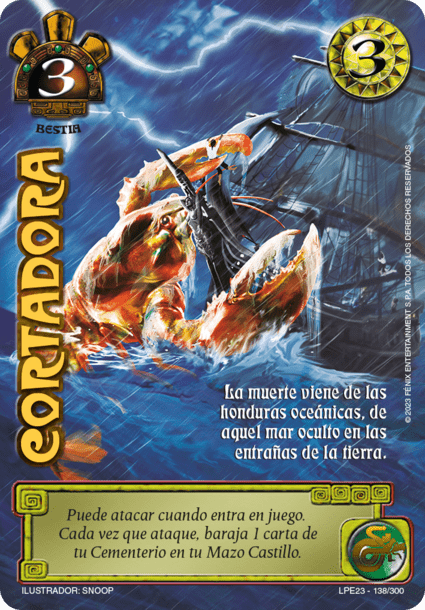 3
3
BESTIA
CORTADORA
La muerte viene de las
honduras oceánicas, de
aquel mar oculto en las
entrañas de la tierra.
© 2023 FÉNIX ENTERTAINMENT S.P.A. TODOS LOS DERECHOS RESERVADOS
Puede atacar cuando entra en juego.
Cada vez que ataque, baraja 1 carta de
tu Cementerio en tu Mazo Castillo.
ILUSTRADOR: SNOOP
LPE23 - 138/300